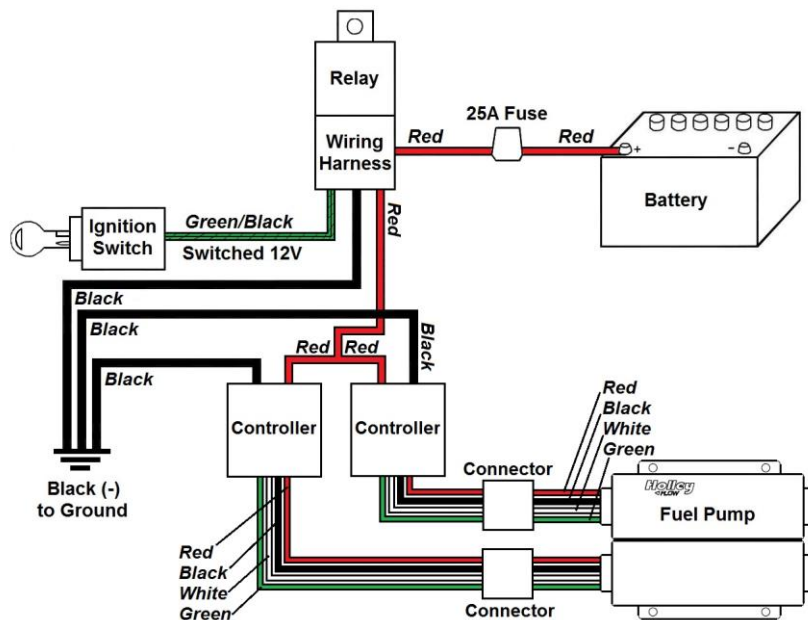 Relay
25A Fuse
Red
Red
Wiring
Harness
+
-
Battery
Red
Ignition
Switch
Green/Black
Switched 12V
Black
Black
Black
Red
Red
Black
Controller
Controller
Red
Black
White
Green
Connector
Holley
FLOW
Fuel Pump
Black (-)
to Ground
Red
Black
White
Green
Connector